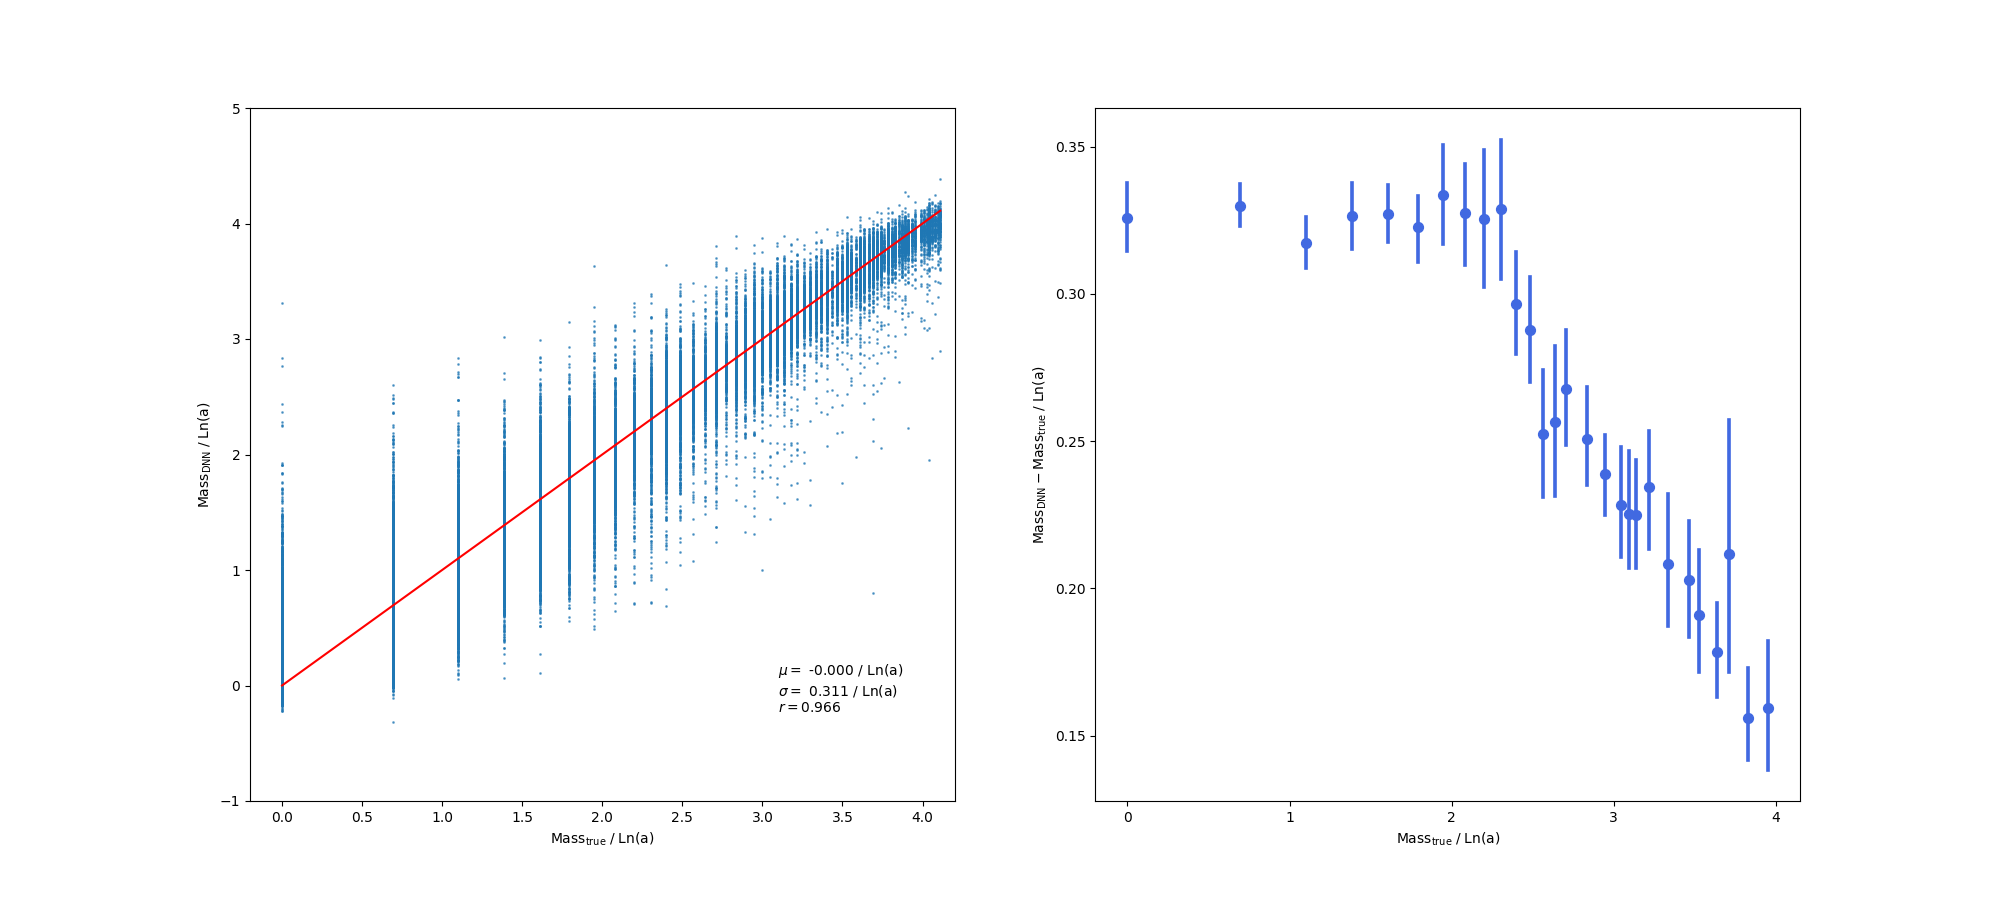 5
4
3
2
1
0
−1
0.0 0.5 1.0 1.5 2.0 2.5 3.0 3.5 4.0
Mass_DNN / Ln(a)
Mass_true / Ln(a)
μ = -0.000 / Ln(a)
σ = 0.311 / Ln(a)
r = 0.966
0.35
0.30
0.25
0.20
0.15
0 1 2 3 4
Mass_DNN − Mass_true / Ln(a)
Mass_true / Ln(a)